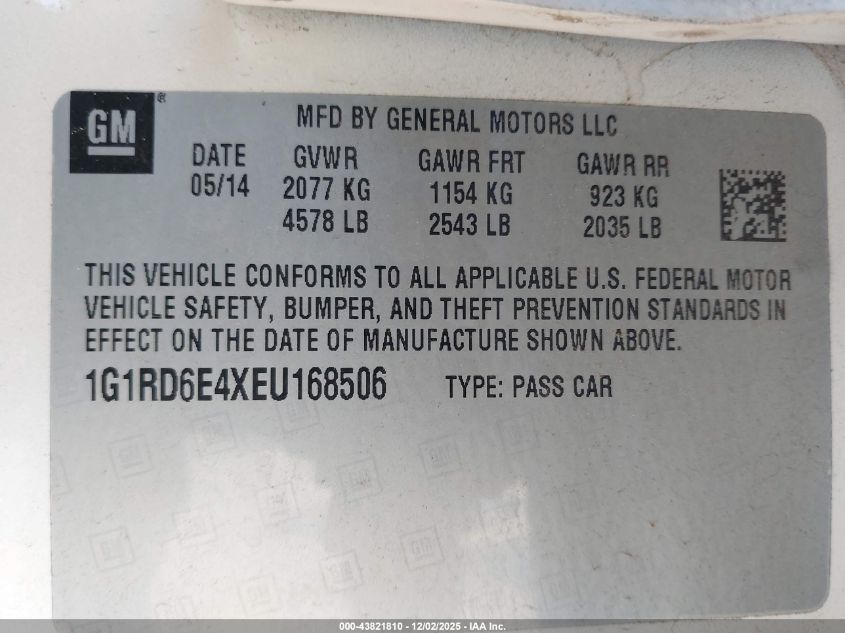 GM®
MFD BY GENERAL MOTORS LLC
DATE GVWR GAWR FRT GAWR RR
05/14 2077 KG 1154 KG 923 KG
4578 LB 2543 LB 2035 LB
THIS VEHICLE CONFORMS TO ALL APPLICABLE U.S. FEDERAL MOTOR
VEHICLE SAFETY, BUMPER, AND THEFT PREVENTION STANDARDS IN
EFFECT ON THE DATE OF MANUFACTURE SHOWN ABOVE.
1G1RD6E4XEU168506 TYPE: PASS CAR
000-43821810 - 12/02/2025 - IAA Inc.